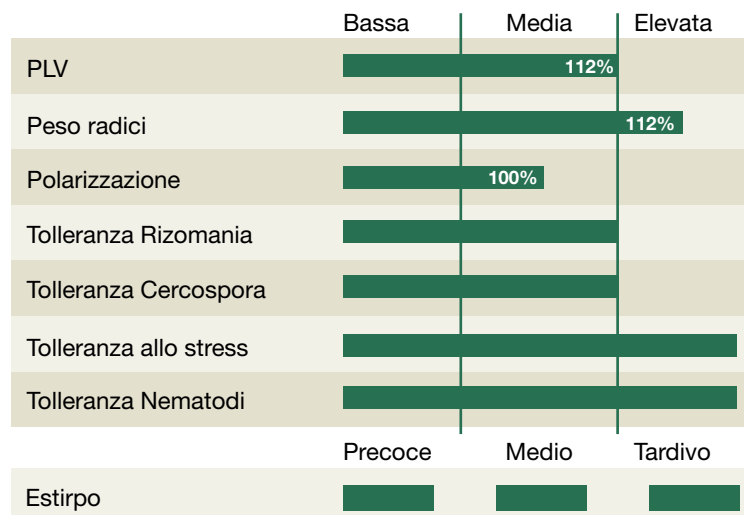 Bassa Media Elevata
PLV 112%
Peso radici 112%
Polarizzazione 100%
Tolleranza Rizomania
Tolleranza Cercospora
Tolleranza allo stress
Tolleranza Nematodi
Precoce Medio Tardivo
Estirpo